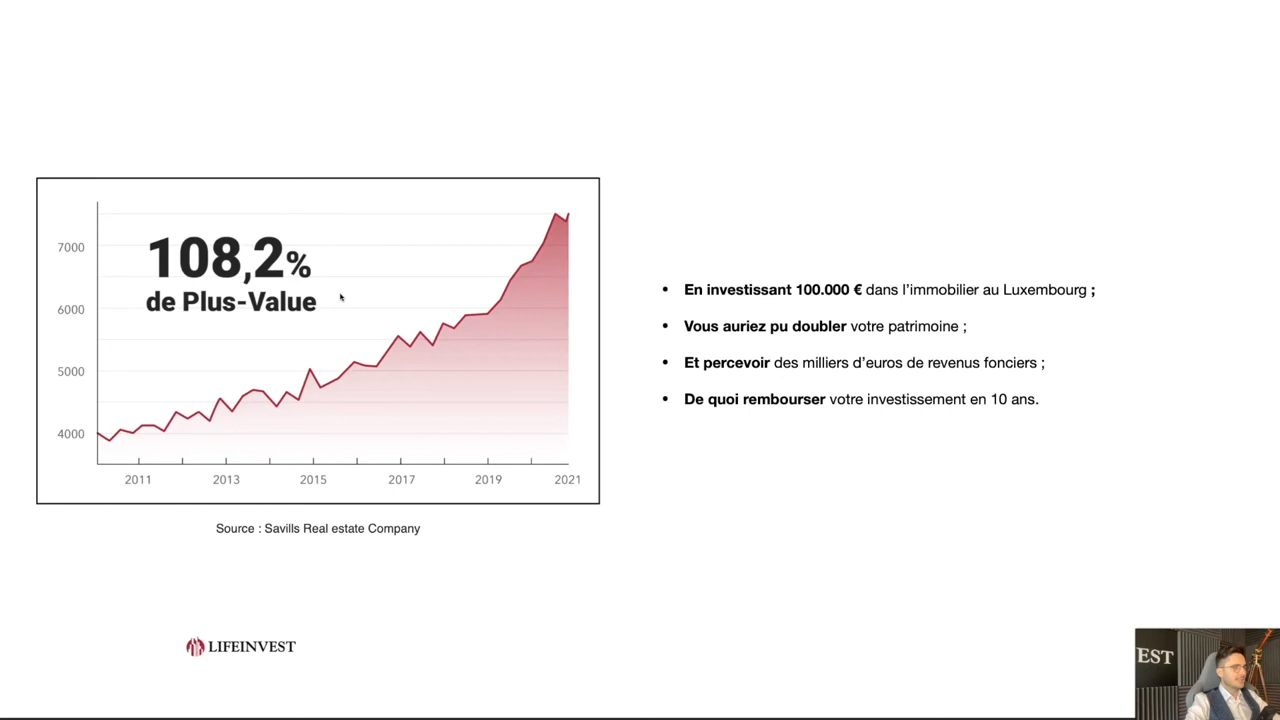 108,2%
de Plus-Value
7000
6000
5000
4000
2011 2013 2015 2017 2019 2021
Source : Savills Real estate Company
• En investissant 100.000 € dans l’immobilier au Luxembourg ;
• Vous auriez pu doubler votre patrimoine ;
• Et percevoir des milliers d’euros de revenus fonciers ;
• De quoi rembourser votre investissement en 10 ans.
LIFEINVEST
EST